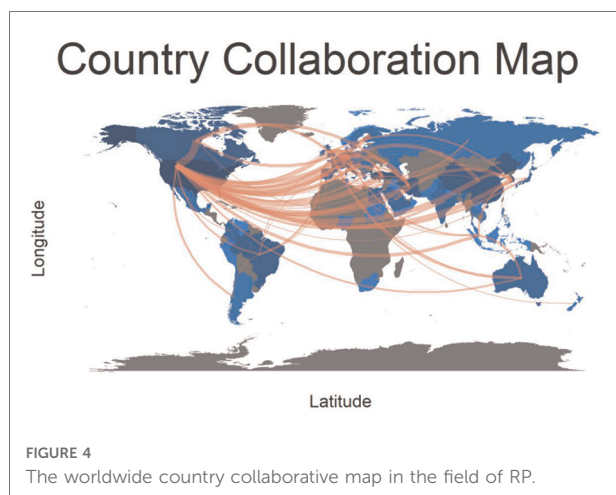 Country Collaboration Map
Longitude
Latitude
FIGURE 4
The worldwide country collaborative map in the field of RP.